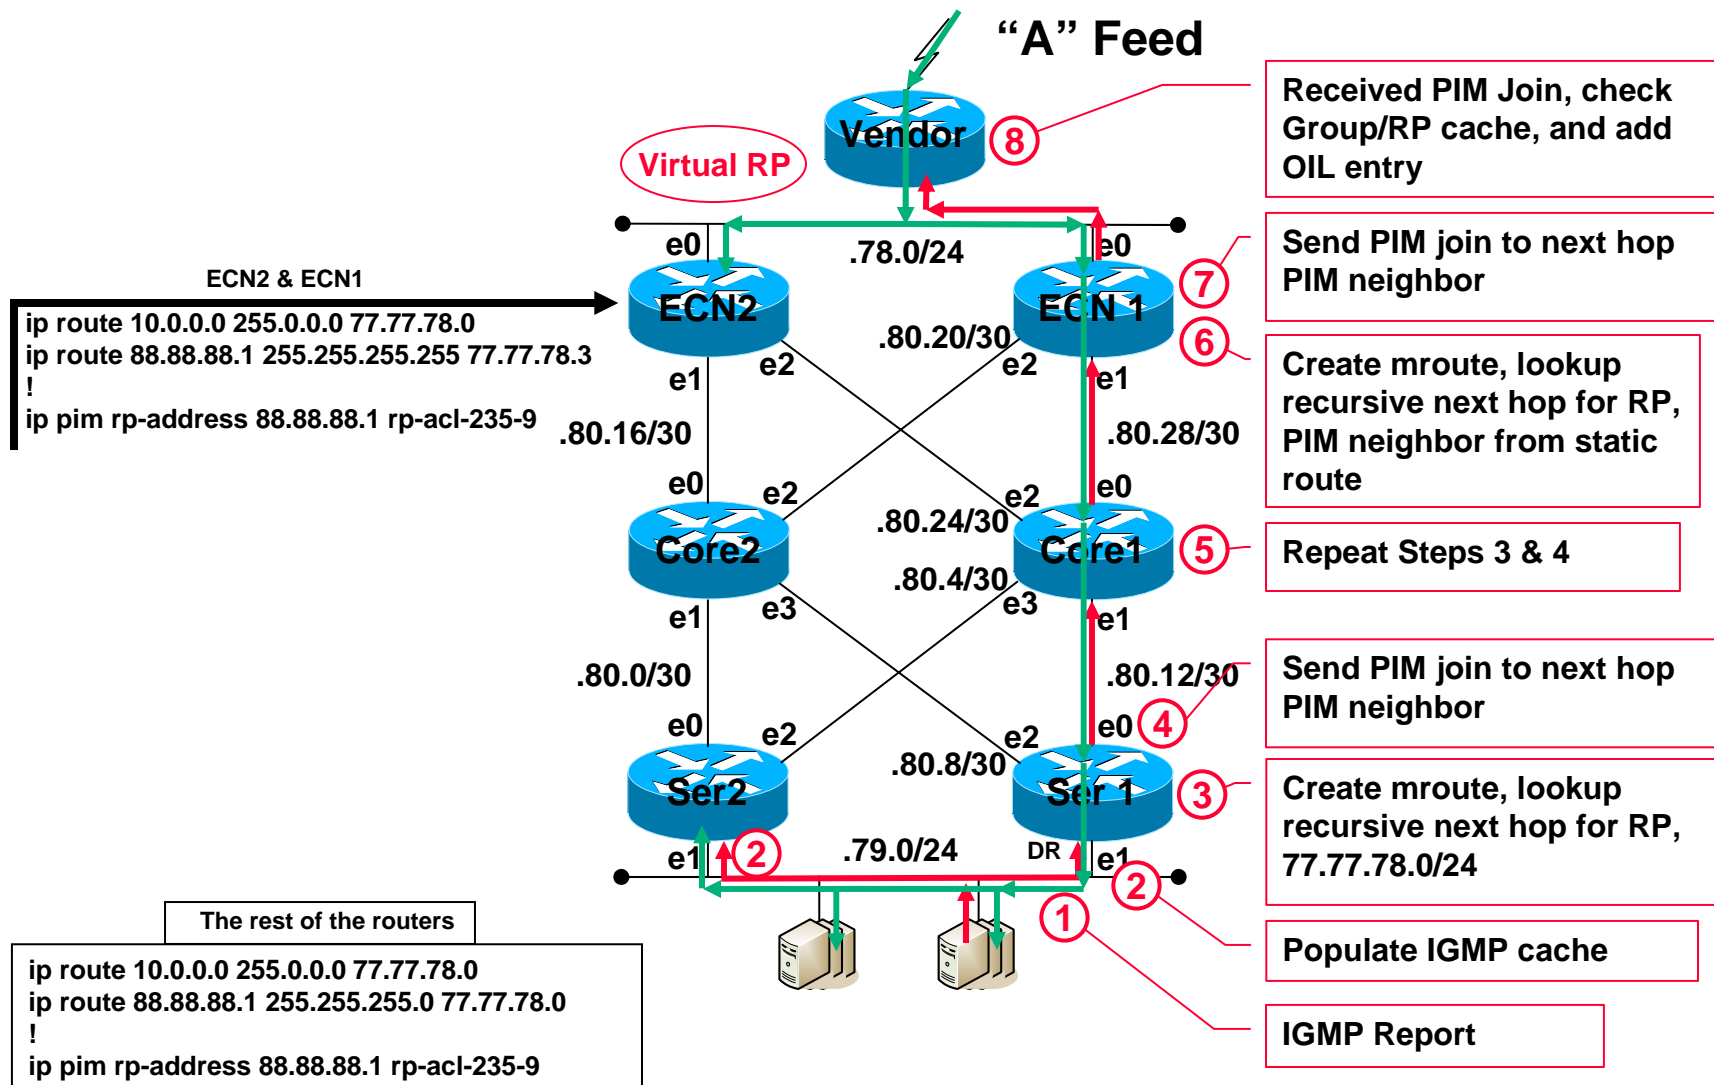 “A” Feed
Vendor
8
Received PIM Join, check
Group/RP cache, and add
OIL entry
Virtual RP
e0
.78.0/24
e0
7
Send PIM join to next hop
PIM neighbor
ECN2 & ECN1
ip route 10.0.0.0 255.0.0.0 77.77.78.0
ip route 88.88.88.1 255.255.255.255 77.77.78.3
!
ip pim rp-address 88.88.88.1 rp-acl-235-9
ECN2
ECN 1
6
Create mroute, lookup
recursive next hop for RP,
PIM neighbor from static
route
.80.20/30
e1
e2
e2
e1
.80.16/30
.80.28/30
e0
e2
e2
e0
.80.24/30
Core2
Core1
5
Repeat Steps 3 & 4
.80.4/30
e1
e3
e3
e1
.80.0/30
.80.12/30
4
Send PIM join to next hop
PIM neighbor
e0
e2
e2
e0
.80.8/30
Ser2
Ser 1
3
Create mroute, lookup
recursive next hop for RP,
77.77.78.0/24
e1
2
.79.0/24
DR
e1
2
Populate IGMP cache
1
IGMP Report
The rest of the routers
ip route 10.0.0.0 255.0.0.0 77.77.78.0
ip route 88.88.88.1 255.255.255.0 77.77.78.0
!
ip pim rp-address 88.88.88.1 rp-acl-235-9